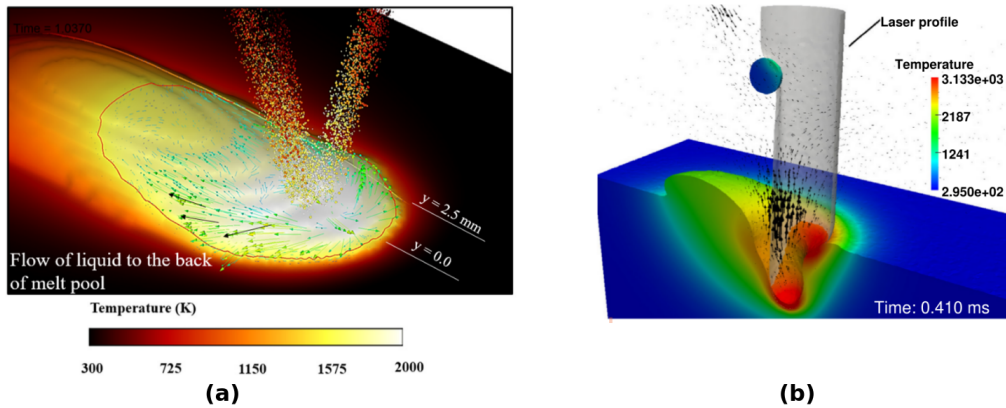 Time = 1.0370
y = 2.5 mm
y = 0.0
Flow of liquid to the back
of melt pool
Temperature (K)
300 725 1150 1575 2000
(a)
Laser profile
Temperature
3.133e+03
2187
1241
2.950e+02
Time: 0.410 ms
(b)